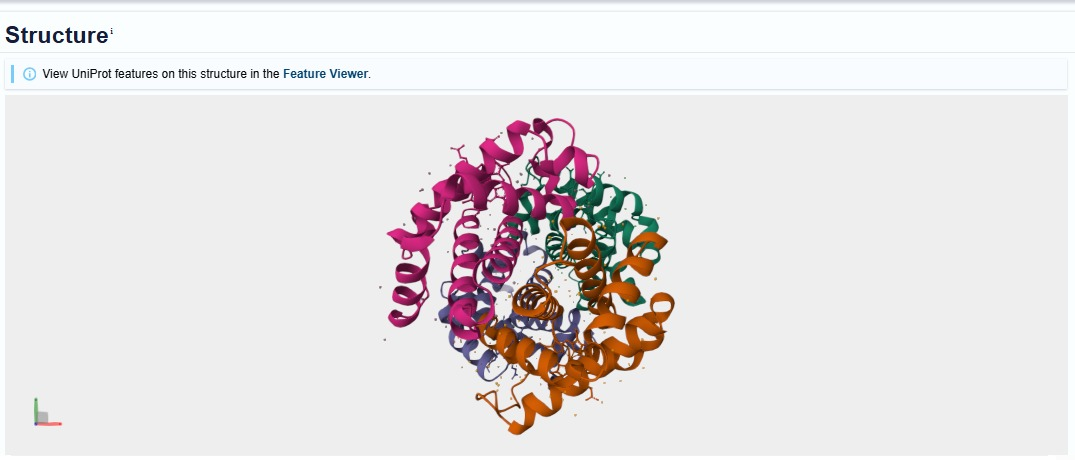 Structure i
View UniProt features on this structure in the Feature Viewer.